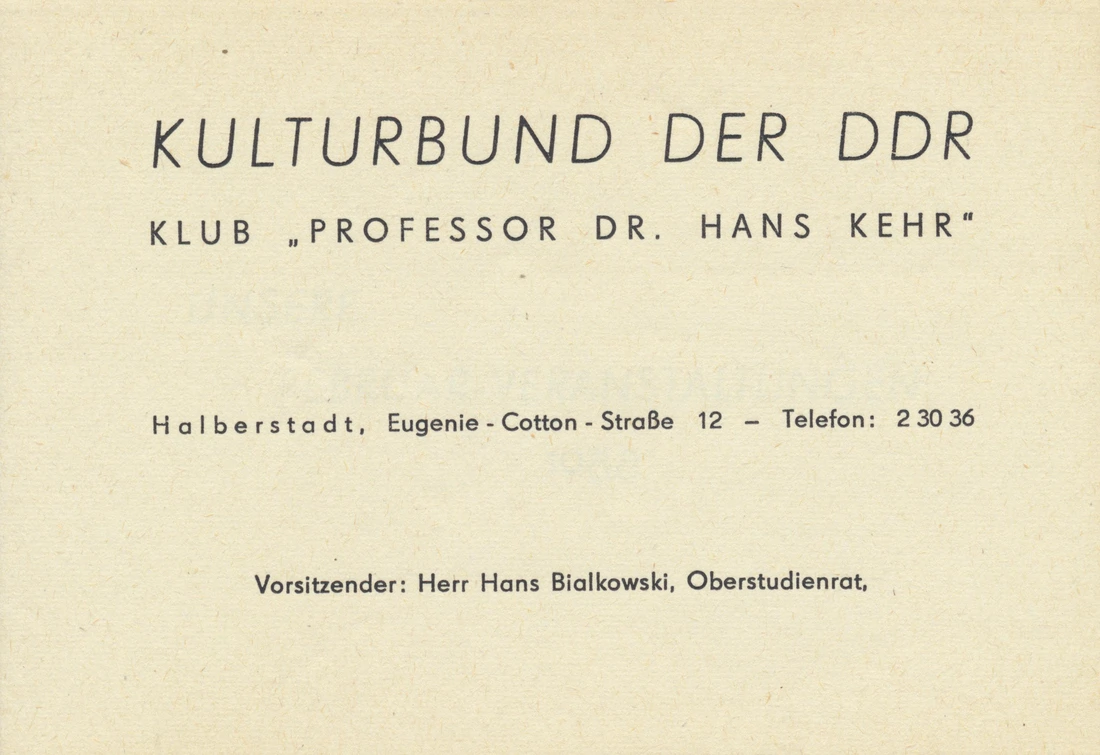 KULTURBUND DER DDR
KLUB „PROFESSOR DR. HANS KEHR"
Halberstadt, Eugenie - Cotton - Straße 12 – Telefon: 2 30 36
Vorsitzender: Herr Hans Bialkowski, Oberstudienrat,